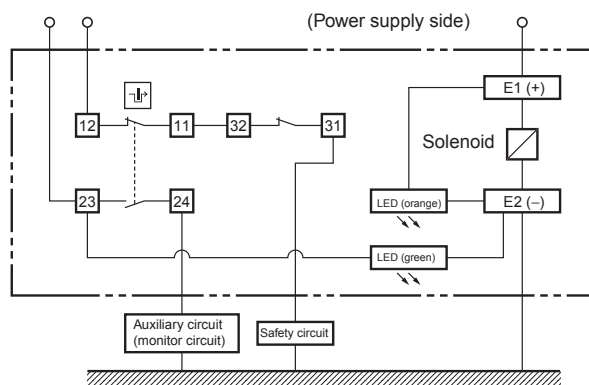 (Power supply side)
E1 (+)
12
11
32
31
Solenoid
23
24
LED (orange)
E2 (−)
LED (green)
Auxiliary circuit
(monitor circuit)
Safety circuit